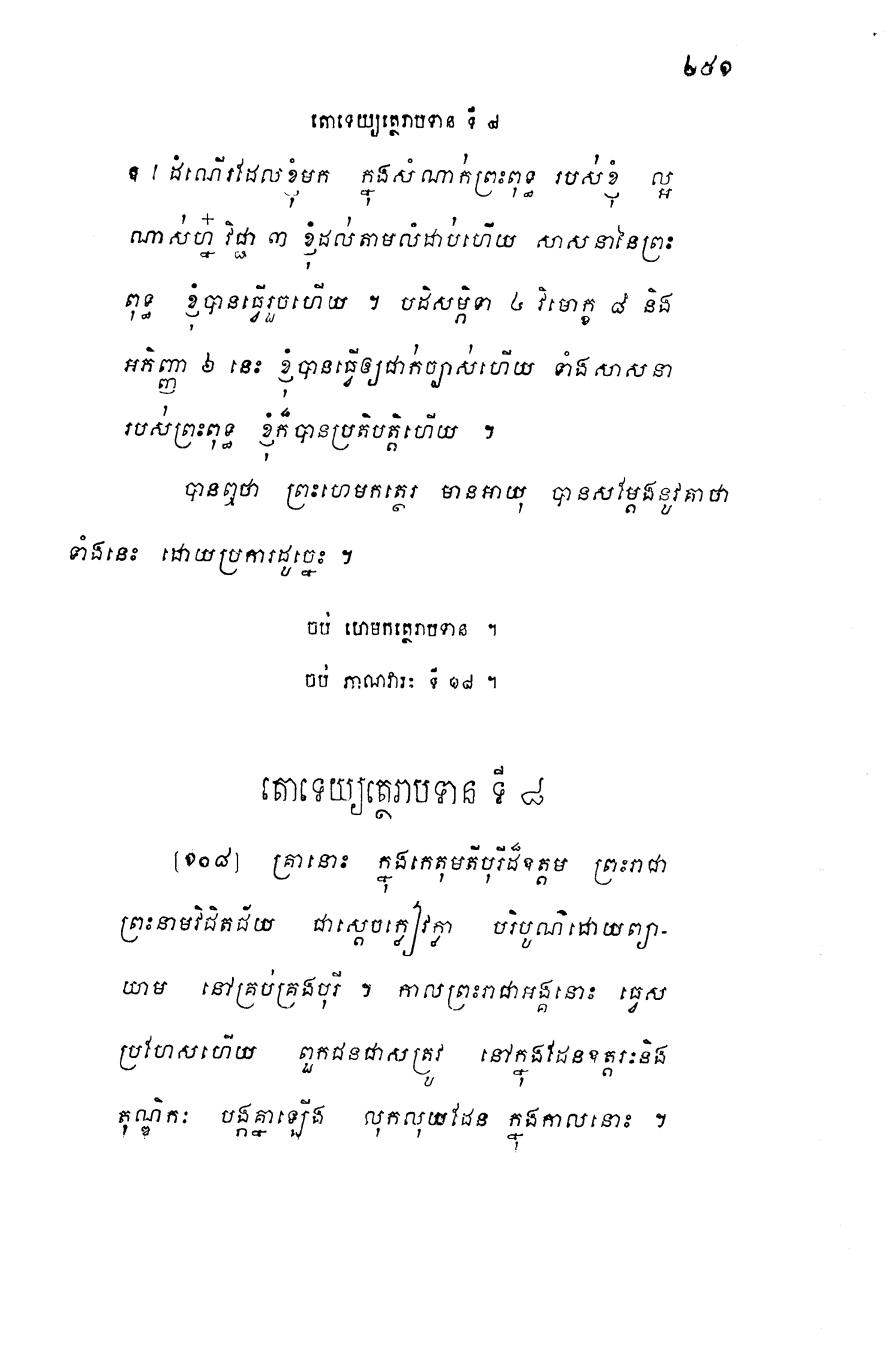 ២៥១
តោទេយ្យត្ថេរាបទាន ទី ៨
ដំណើរដែលខ្ញុំមក ក្នុងសំណាក់ព្រះពុទ្ធ របស់ខ្ញុំ ល្អ
ណាស់ហ្ន៎ វិជ្ជា ៣ ខ្ញុំដល់តាមលំដាប់ហើយ សាសនានៃព្រះ
ពុទ្ធ ខ្ញុំបានធ្វើរួចហើយ ។ បដិសម្ភិទា ៤ វិមោក្ខ ៨ និង
អភិញ្ញា ៦ នេះ ខ្ញុំបានធ្វើឲ្យជាក់ច្បាស់ហើយ ទាំងសាសនា
របស់ព្រះពុទ្ធ ខ្ញុំក៏បានប្រតិបត្តិហើយ ។
បានឮថា ព្រះហេមកត្ថេរ មានអាយុ បានសម្តែងនូវគាថា
ទាំងនេះ ដោយប្រការដូច្នេះ ។
ចប់ ហេមកត្ថេរាបទាន ។
ចប់ ភាណវារៈ ទី ១៨ ។
តោទេយ្យត្ថេរាបទាន ទី ៨
[១០៨] គ្រានោះ ក្នុងកេតុមតីបុរីដ៏ឧត្តម ព្រះរាជា
ព្រះនាមវិជិតជ័យ ជាស្តេចក្លៀវក្លា បរិបូណ៌ដោយព្យា-
យាម នៅគ្រប់គ្រងបុរី ។ កាលព្រះរាជាអង្គនោះ ធ្វេស
ប្រហែសហើយ ពួកជនជាសត្រូវ នៅក្នុងដែនឧត្តរះនិង
តុណ្ឌិកៈ បង្កគ្នាឡើង លុកលុយដែន ក្នុងកាលនោះ ។